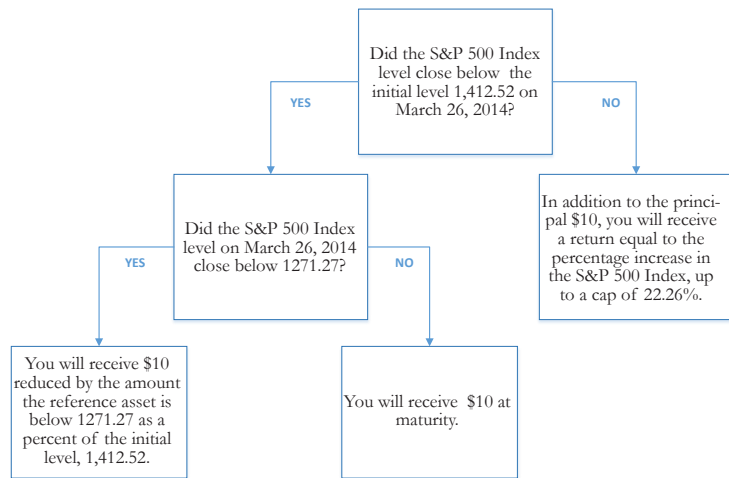 Did the S&P 500 Index
level close below the
initial level 1,412.52 on
March 26, 2014?
YES
NO
Did the S&P 500 Index
level on March 26, 2014
close below 1271.27?
In addition to the princi-
pal $10, you will receive
a return equal to the
percentage increase in
the S&P 500 Index, up
to a cap of 22.26%.
YES
NO
You will receive $10
reduced by the amount
the reference asset is
below 1271.27 as a
percent of the initial
level, 1,412.52.
You will receive $10 at
maturity.